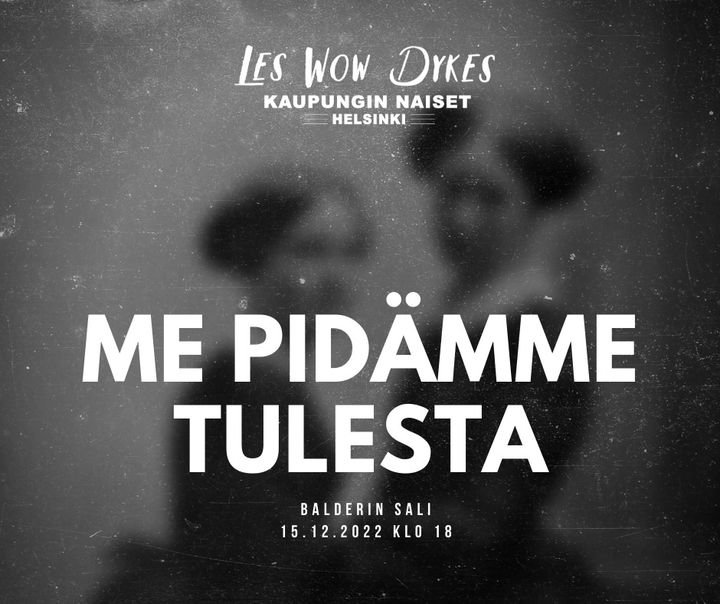 LES WOW DYKES
KAUPUNGIN NAISET
HELSINKI
ME PIDÄMME
TULESTA
BALDERIN SALI
15.12.2022 KLO 18